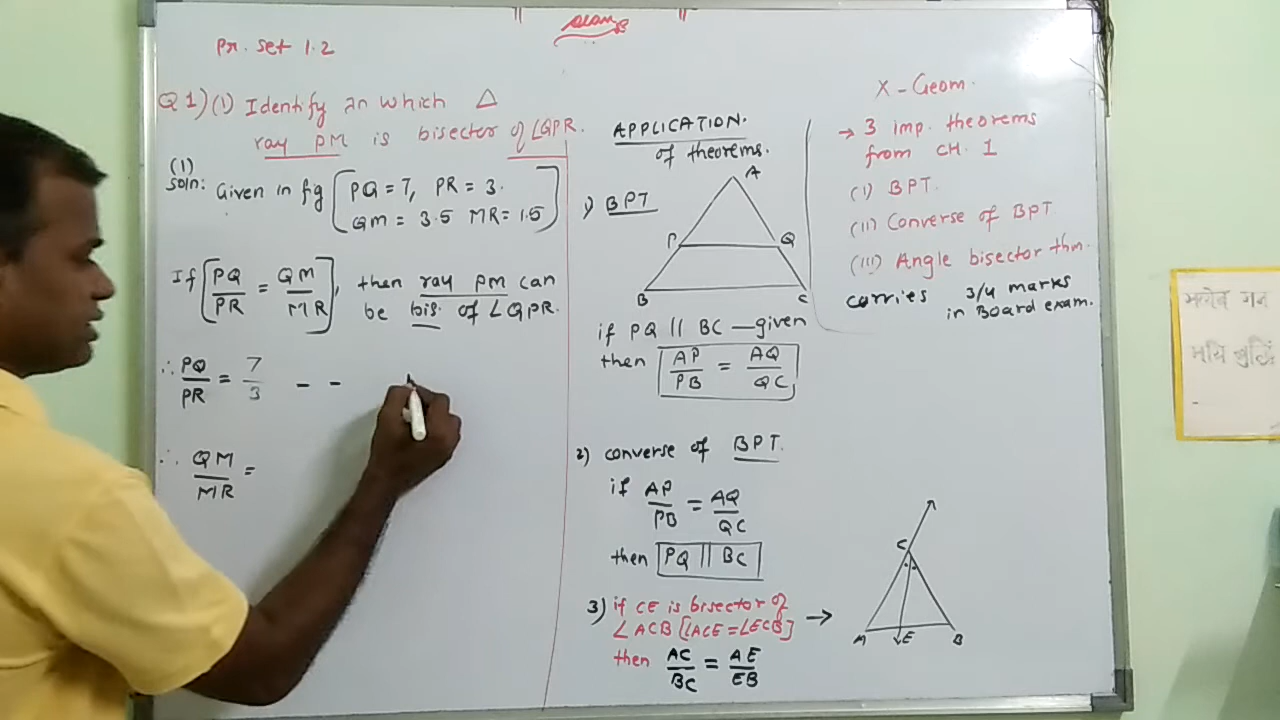 Pr. set 1.2
Q 1) (1) Identify in which Δ
ray PM is bisector of ∠QPR.
(1)
Soln: Given in fig [PQ = 7, PR = 3.
QM = 3.5 MR = 1.5]
If [PQ/PR = QM/MR], then ray PM can
be bis. of ∠QPR.
∴ PQ/PR = 7/3 - -
∴ QM/MR =
APPLICATION.
of theorems.
1) BPT
A
P
Q
B
C
if PQ || BC — given
then AP/PB = AQ/QC
2) converse of BPT.
if AP/PB = AQ/QC
then PQ || BC
3) if CE is bisector of
∠ACB [∠ACE = ∠ECB] →
then AC/BC = AE/EB
X - Geom.
→ 3 imp. theorems
from CH. 1
(I) BPT.
(II) Converse of BPT
(III) Angle bisector thm.
carries 3/4 marks
in Board exam.
C
A
E
B